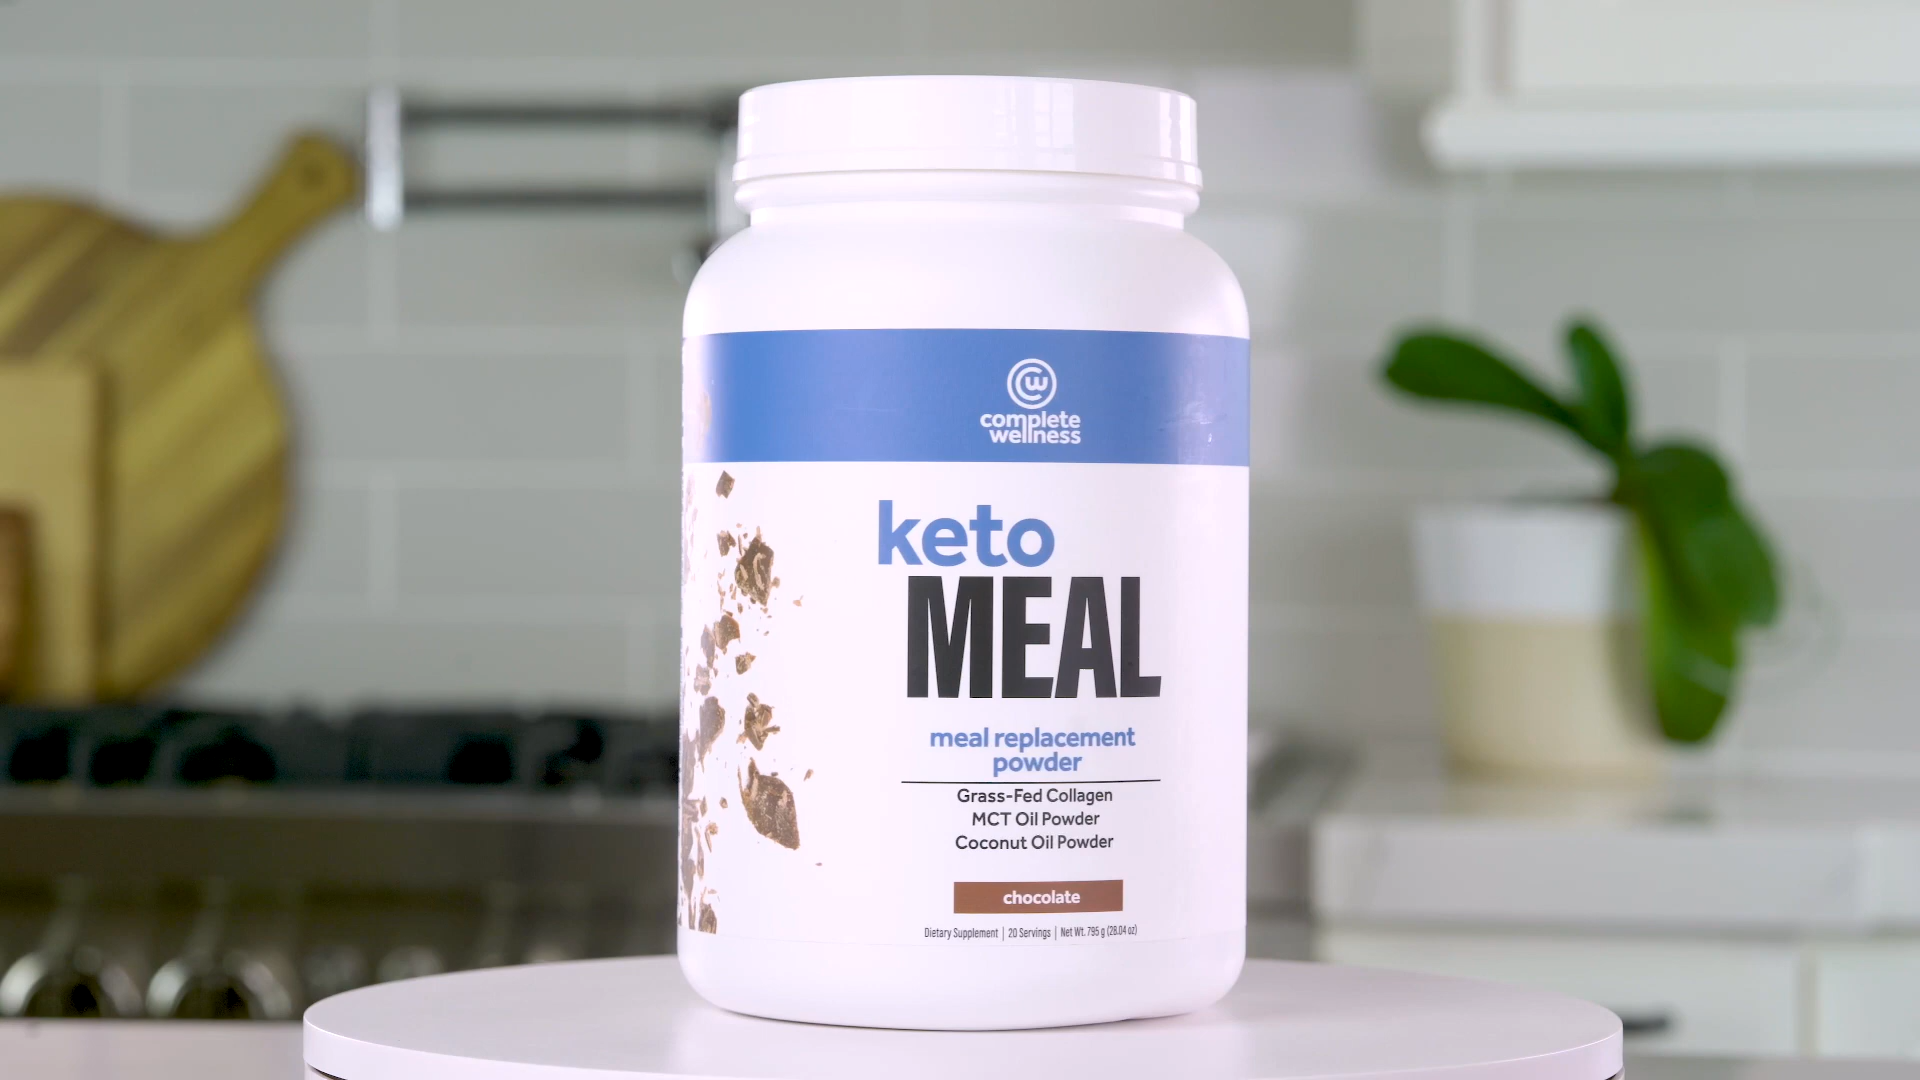 CW
complete
wellness
keto
MEAL
meal replacement
powder
Grass-Fed Collagen
MCT Oil Powder
Coconut Oil Powder
chocolate
Dietary Supplement | 20 Servings | Net Wt. 795 g (28.04 oz)